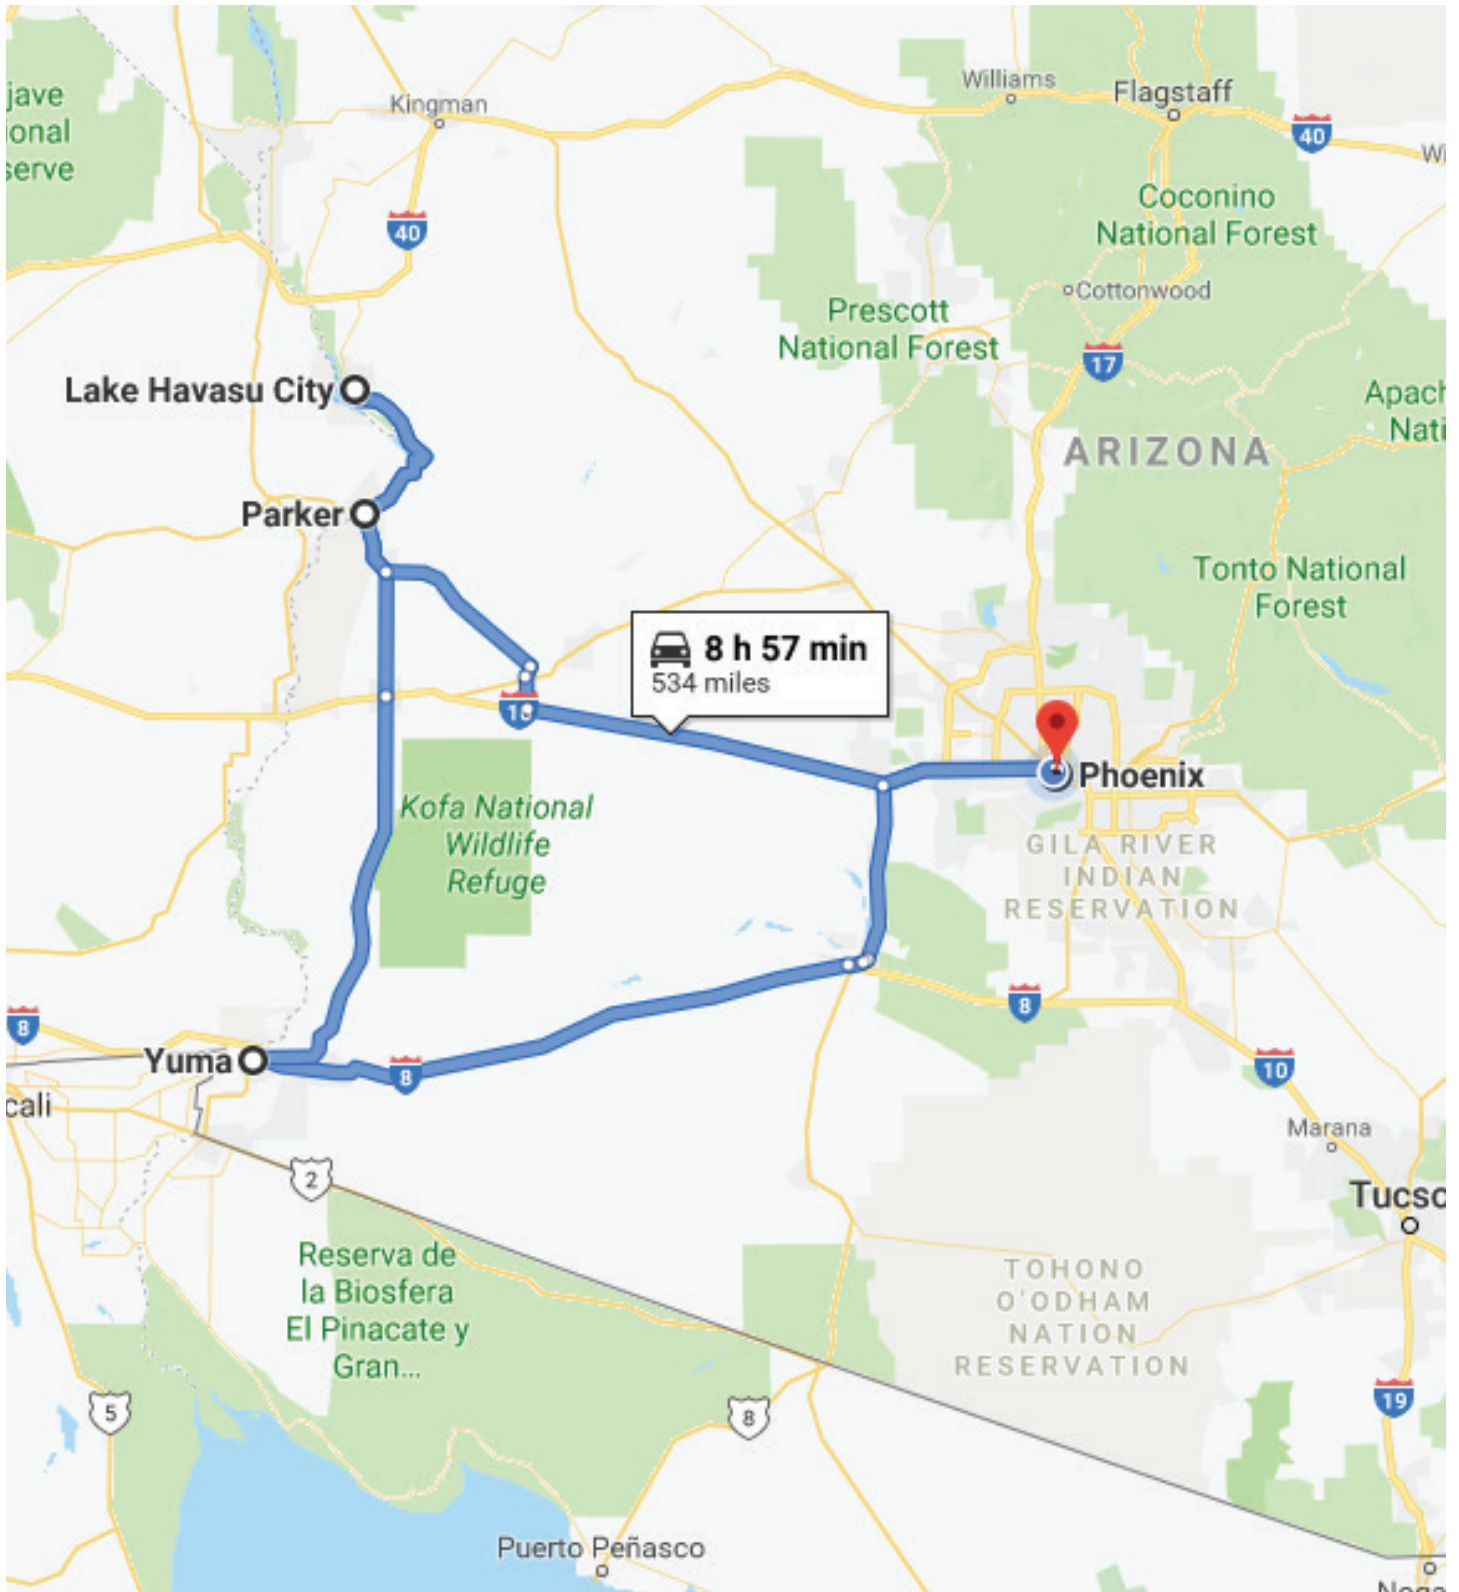 Williams
Flagstaff
jave
onal
serve
Kingman
40
Wi
40
Coconino
National Forest
Cottonwood
Prescott
National Forest
17
Lake Havasu City
Apach
Nati
ARIZONA
Parker
Tonto National
Forest
8 h 57 min
534 miles
Phoenix
Kofa National
Wildlife
Refuge
GILA RIVER
INDIAN
RESERVATION
8
8
Yuma
8
10
cali
Marana
2
Tucso
Reserva de
la Biosfera
El Pinacate y
Gran...
TOHONO
O'ODHAM
NATION
RESERVATION
5
8
19
Puerto Peñasco